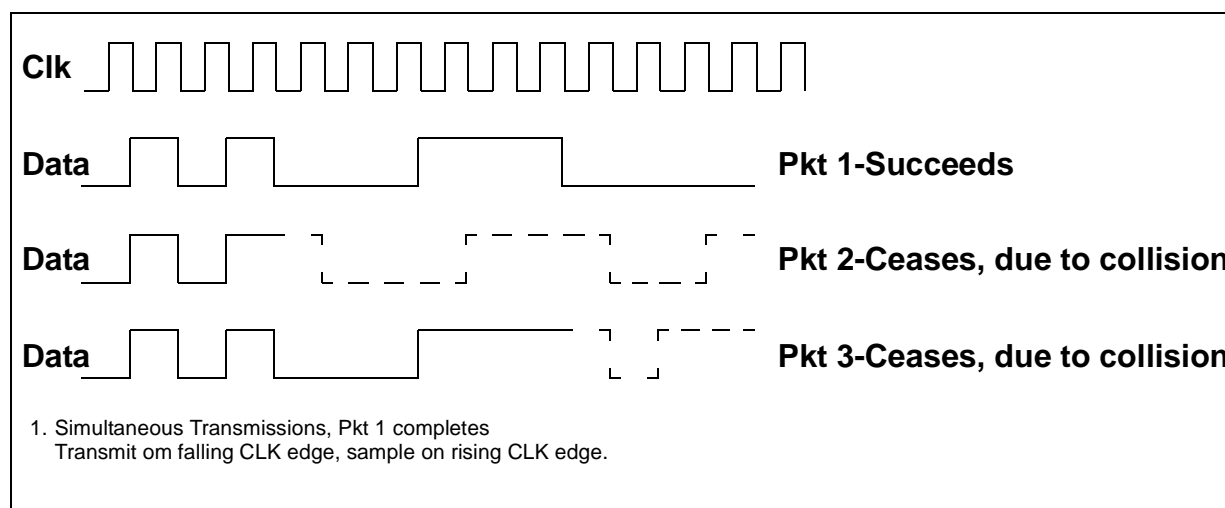 Clk
Data Pkt 1-Succeeds
Data Pkt 2-Ceases, due to collision
Data Pkt 3-Ceases, due to collision
1. Simultaneous Transmissions, Pkt 1 completes
Transmit om falling CLK edge, sample on rising CLK edge.